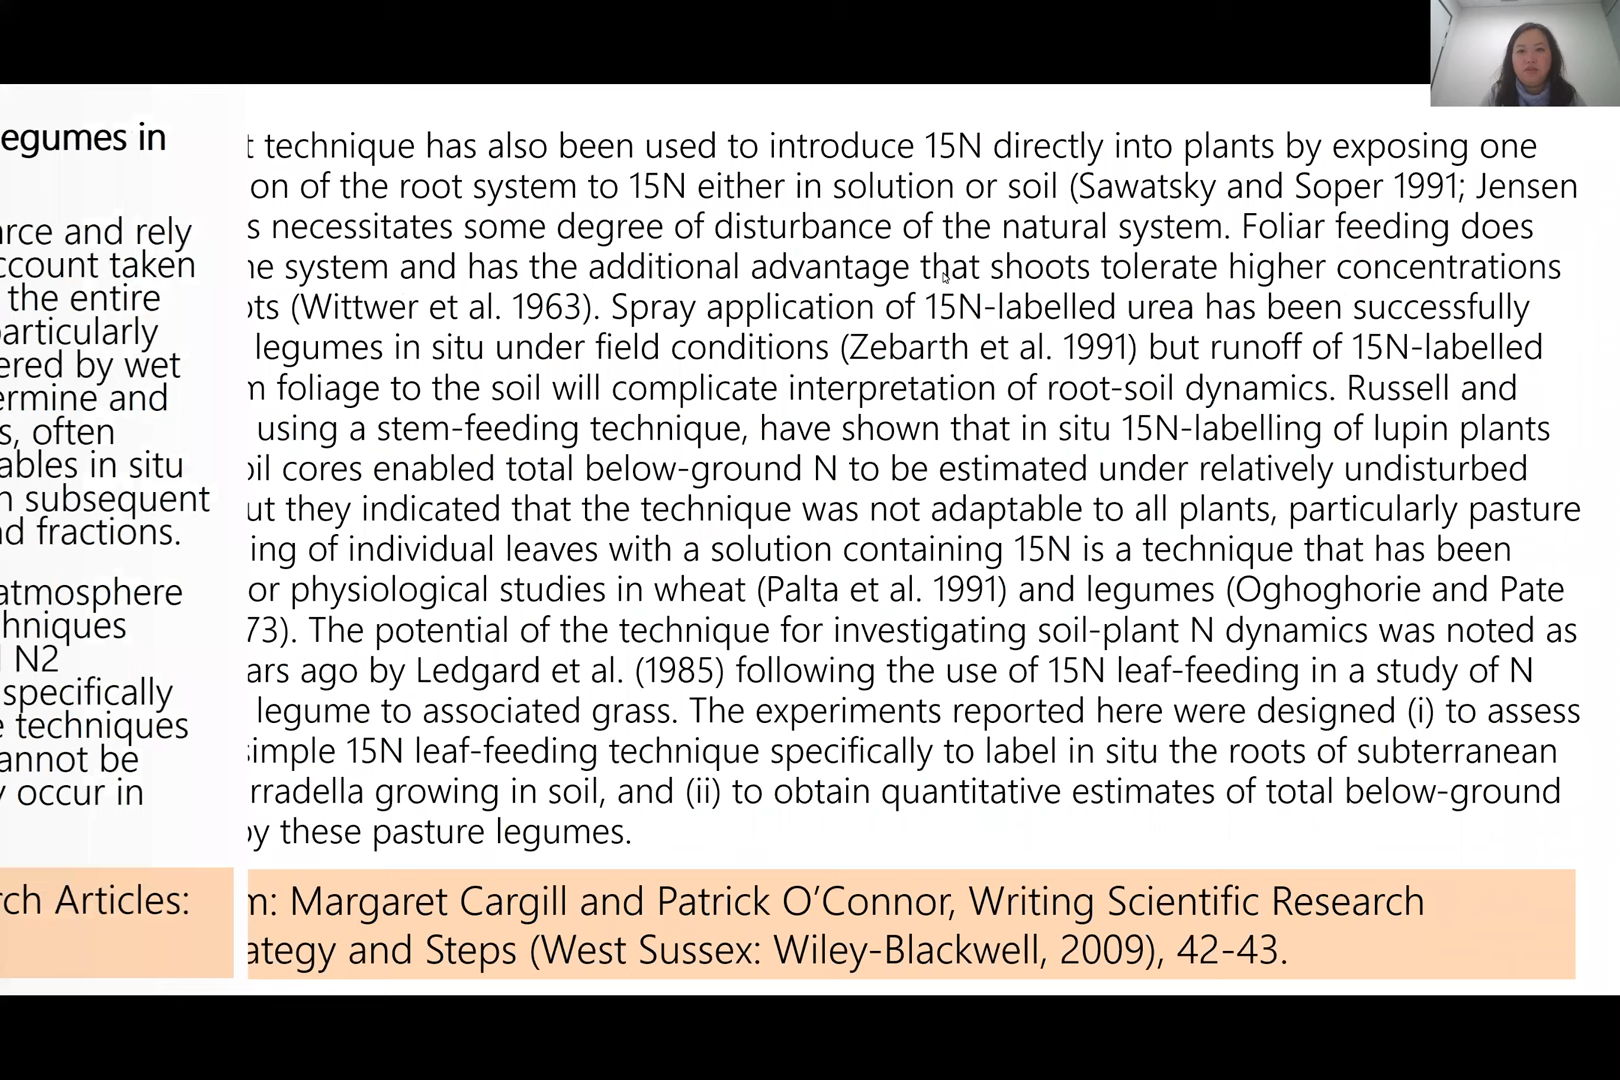 egumes in
rce and rely
ccount taken
the entire
articularly
ered by wet
ermine and
s, often
ables in situ
n subsequent
d fractions.
atmosphere
hniques
N2
specifically
e techniques
annot be
y occur in
rch Articles:
t technique has also been used to introduce 15N directly into plants by exposing one
on of the root system to 15N either in solution or soil (Sawatsky and Soper 1991; Jensen
s necessitates some degree of disturbance of the natural system. Foliar feeding does
he system and has the additional advantage that shoots tolerate higher concentrations
ots (Wittwer et al. 1963). Spray application of 15N-labelled urea has been successfully
legumes in situ under field conditions (Zebarth et al. 1991) but runoff of 15N-labelled
m foliage to the soil will complicate interpretation of root-soil dynamics. Russell and
using a stem-feeding technique, have shown that in situ 15N-labelling of lupin plants
oil cores enabled total below-ground N to be estimated under relatively undisturbed
ut they indicated that the technique was not adaptable to all plants, particularly pasture
ing of individual leaves with a solution containing 15N is a technique that has been
or physiological studies in wheat (Palta et al. 1991) and legumes (Oghoghorie and Pate
73). The potential of the technique for investigating soil-plant N dynamics was noted as
ars ago by Ledgard et al. (1985) following the use of 15N leaf-feeding in a study of N
legume to associated grass. The experiments reported here were designed (i) to assess
simple 15N leaf-feeding technique specifically to label in situ the roots of subterranean
rradella growing in soil, and (ii) to obtain quantitative estimates of total below-ground
by these pasture legumes.
m: Margaret Cargill and Patrick O’Connor, Writing Scientific Research
ategy and Steps (West Sussex: Wiley-Blackwell, 2009), 42-43.